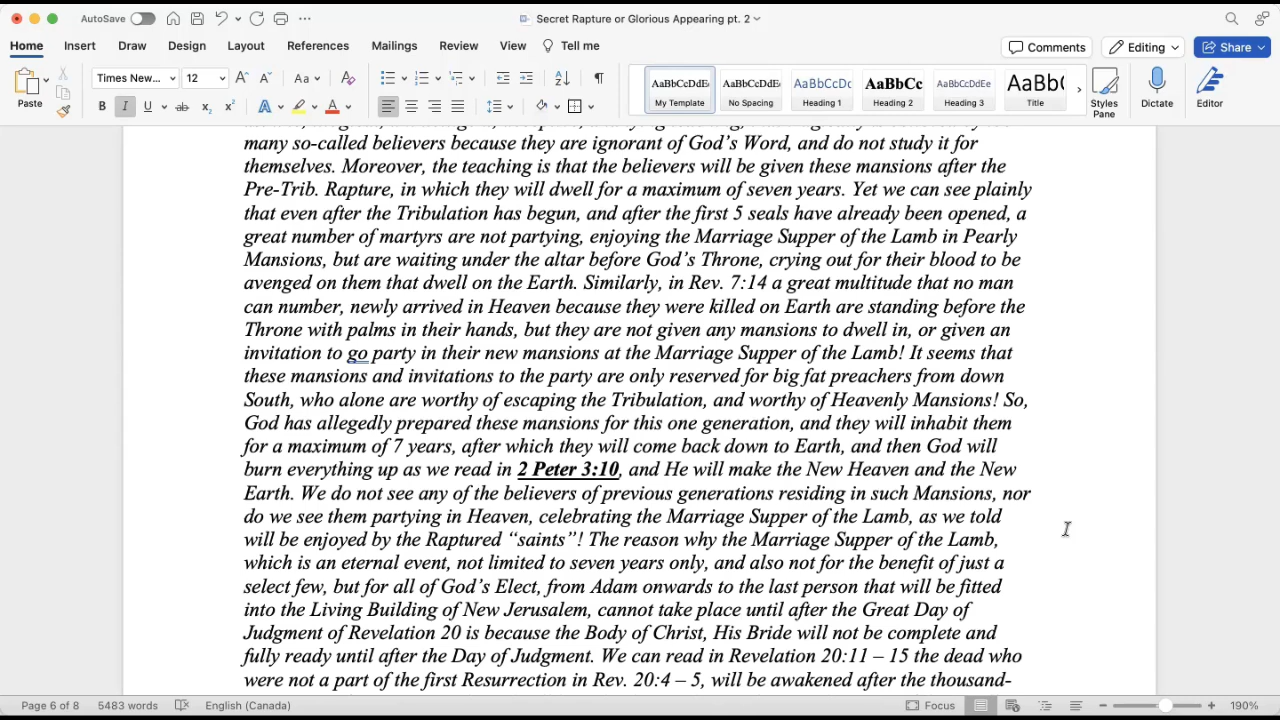 AutoSave
Secret Rapture or Glorious Appearing pt. 2
Home Insert Draw Design Layout References Mailings Review View Tell me
Comments Editing Share
Paste
Times New... 12
AaBbCcDdE AaBbCcDdE AaBbCcDc AaBbCc AaBbCcDdEe AaBb(
My Template No Spacing Heading 1 Heading 2 Heading 3 Title
Styles Pane
Dictate
Editor
many so-called believers because they are ignorant of God's Word, and do not study it for
themselves. Moreover, the teaching is that the believers will be given these mansions after the
Pre-Trib. Rapture, in which they will dwell for a maximum of seven years. Yet we can see plainly
that even after the Tribulation has begun, and after the first 5 seals have already been opened, a
great number of martyrs are not partying, enjoying the Marriage Supper of the Lamb in Pearly
Mansions, but are waiting under the altar before God's Throne, crying out for their blood to be
avenged on them that dwell on the Earth. Similarly, in Rev. 7:14 a great multitude that no man
can number, newly arrived in Heaven because they were killed on Earth are standing before the
Throne with palms in their hands, but they are not given any mansions to dwell in, or given an
invitation to go party in their new mansions at the Marriage Supper of the Lamb! It seems that
these mansions and invitations to the party are only reserved for big fat preachers from down
South, who alone are worthy of escaping the Tribulation, and worthy of Heavenly Mansions! So,
God has allegedly prepared these mansions for this one generation, and they will inhabit them
for a maximum of 7 years, after which they will come back down to Earth, and then God will
burn everything up as we read in 2 Peter 3:10, and He will make the New Heaven and the New
Earth. We do not see any of the believers of previous generations residing in such Mansions, nor
do we see them partying in Heaven, celebrating the Marriage Supper of the Lamb, as we told
will be enjoyed by the Raptured "saints"! The reason why the Marriage Supper of the Lamb,
which is an eternal event, not limited to seven years only, and also not for the benefit of just a
select few, but for all of God's Elect, from Adam onwards to the last person that will be fitted
into the Living Building of New Jerusalem, cannot take place until after the Great Day of
Judgment of Revelation 20 is because the Body of Christ, His Bride will not be complete and
fully ready until after the Day of Judgment. We can read in Revelation 20:11 – 15 the dead who
were not a part of the first Resurrection in Rev. 20:4 – 5, will be awakened after the thousand-
Page 6 of 8 5483 words English (Canada) Focus 190%